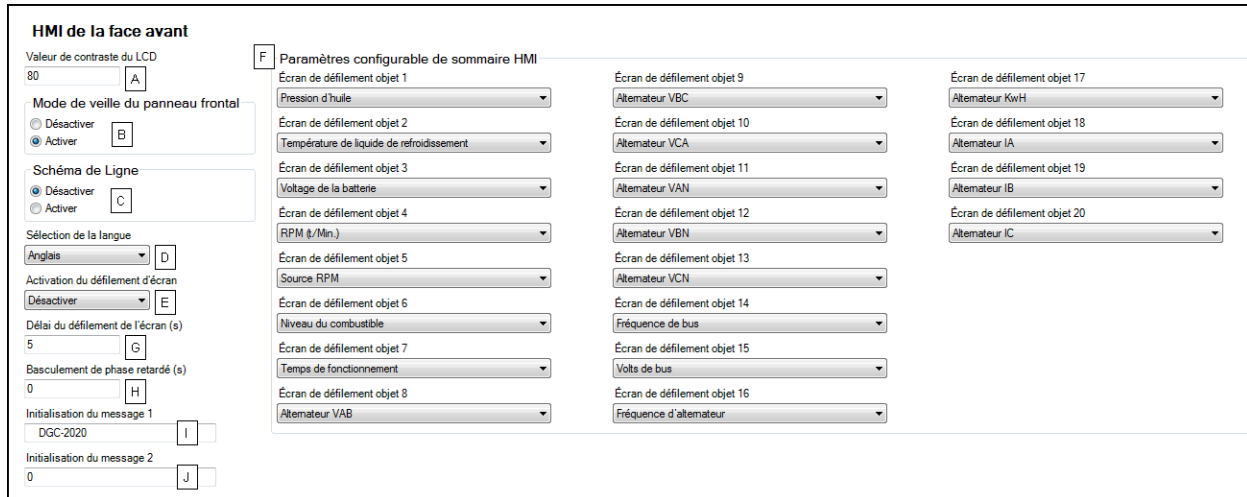 HMI de la face avant
Valeur de contraste du LCD
80
A
Mode de veille du panneau frontal
Désactiver
Activer
B
Schéma de Ligne
Désactiver
Activer
C
Sélection de la langue
Anglais
D
Activation du défilement d'écran
Désactiver
E
Délai du défilement de l'écran (s)
5
G
Basculement de phase retardé (s)
0
H
Initialisation du message 1
DGC-2020
I
Initialisation du message 2
0
J
F
Paramètres configurable de sommaire HMI
Écran de défilement objet 1
Pression d'huile
Écran de défilement objet 2
Température de liquide de refroidissement
Écran de défilement objet 3
Voltage de la batterie
Écran de défilement objet 4
RPM (t/Min.)
Écran de défilement objet 5
Source RPM
Écran de défilement objet 6
Niveau du combustible
Écran de défilement objet 7
Temps de fonctionnement
Écran de défilement objet 8
Alternateur VAB
Écran de défilement objet 9
Alternateur VBC
Écran de défilement objet 10
Alternateur VCA
Écran de défilement objet 11
Alternateur VAN
Écran de défilement objet 12
Alternateur VBN
Écran de défilement objet 13
Alternateur VCN
Écran de défilement objet 14
Fréquence de bus
Écran de défilement objet 15
Volts de bus
Écran de défilement objet 16
Fréquence d'alternateur
Écran de défilement objet 17
Alternateur KwH
Écran de défilement objet 18
Alternateur IA
Écran de défilement objet 19
Alternateur IB
Écran de défilement objet 20
Alternateur IC